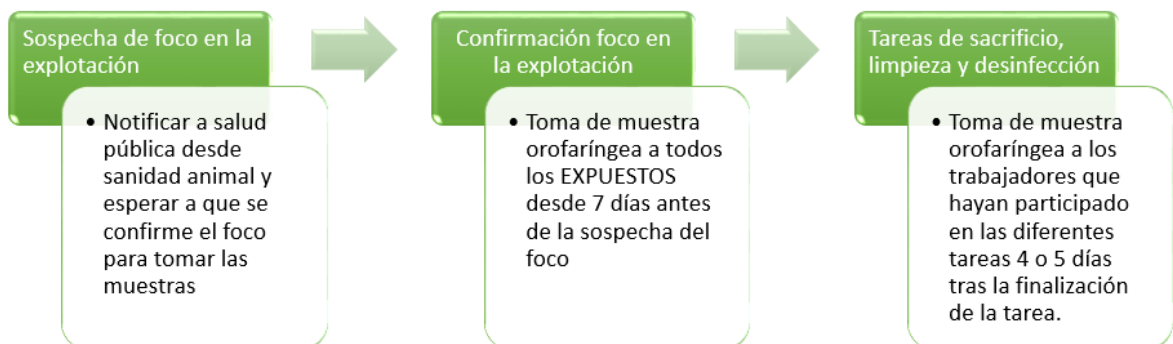 Sospecha de foco en la
explotación
• Notificar a salud
pública desde
sanidad animal y
esperar a que se
confirme el foco
para tomar las
muestras
Confirmación foco en
la explotación
• Toma de muestra
orofaríngea a todos
los EXPUESTOS
desde 7 días antes
de la sospecha del
foco
Tareas de sacrificio,
limpieza y desinfección
• Toma de muestra
orofaríngea a los
trabajadores que
hayan participado
en las diferentes
tareas 4 o 5 días
tras la finalización
de la tarea.